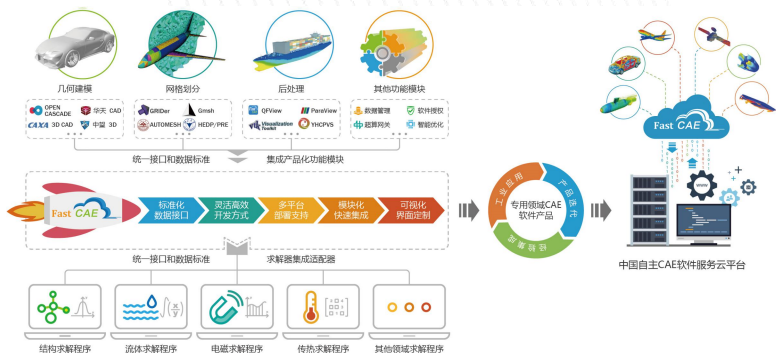 几何建模
网格划分
后处理
其他功能模块
OPEN CASCADE
华天 CAD
CAXA 3D CAD
中望 3D
GRIDer
Gmsh
AUTOMESH
HEDP/PRE
QFView
ParaView
Visualization Toolkit
YHCPVS
数据管理
软件授权
超算网关
智能优化
统一接口和数据标准
集成产品化功能模块
Fast CAE
标准化
数据接口
灵活高效
开发方式
多平台
部署支持
模块化
快速集成
可视化
界面定制
统一接口和数据标准
求解器集成适配器
结构求解程序
流体求解程序
电磁求解程序
传热求解程序
其他领域求解程序
工业应用
产品迭代
专用领域CAE
软件产品
Fast CAE
WWW
中国自主CAE软件服务云平台